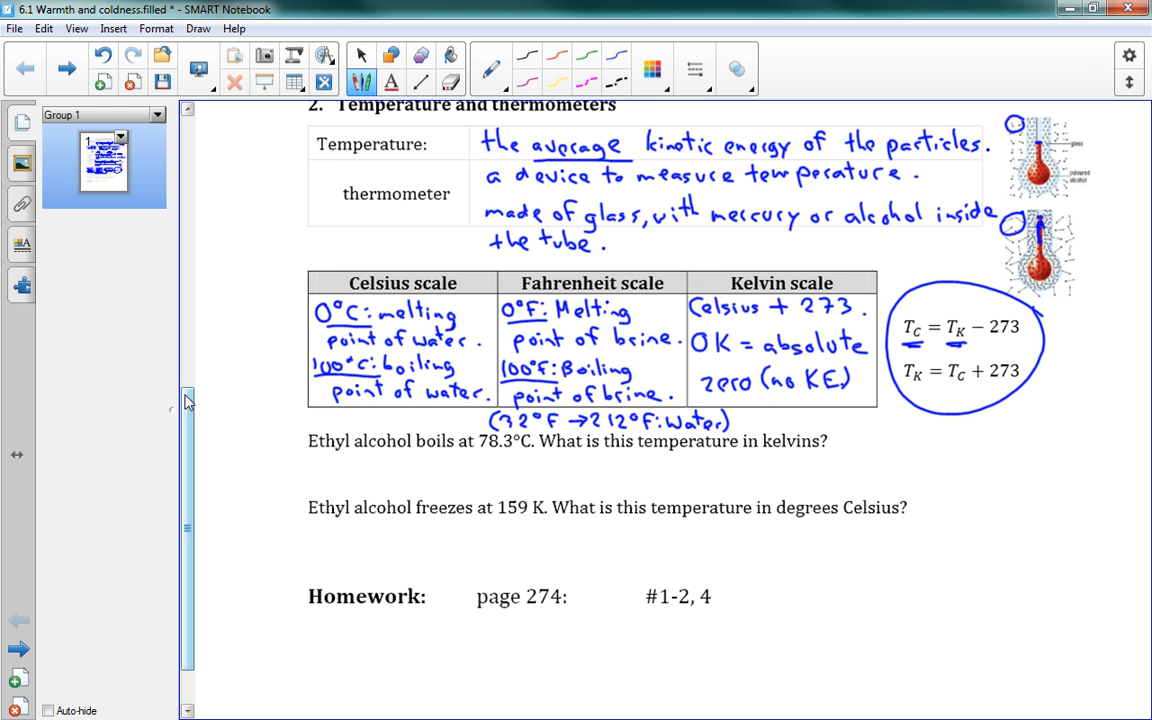 6.1 Warmth and coldness.filled * - SMART Notebook
File Edit View Insert Format Draw Help
Group 1
1
2. Temperature and thermometers
Temperature: the average kinetic energy of the particles.
thermometer a device to measure temperature.
made of glass, with mercury or alcohol inside
the tube.
glass
coloured
alcohol
Celsius scale Fahrenheit scale Kelvin scale
0°C: melting
point of water.
100°C: boiling
point of water.
0°F: Melting
point of brine.
100°F: Boiling
point of brine.
(32°F → 212°F: Water)
Celsius + 273.
0K = absolute
zero (no KE)
T_C = T_K − 273
T_K = T_C + 273
Ethyl alcohol boils at 78.3°C. What is this temperature in kelvins?
Ethyl alcohol freezes at 159 K. What is this temperature in degrees Celsius?
Homework: page 274: #1-2, 4
Auto-hide